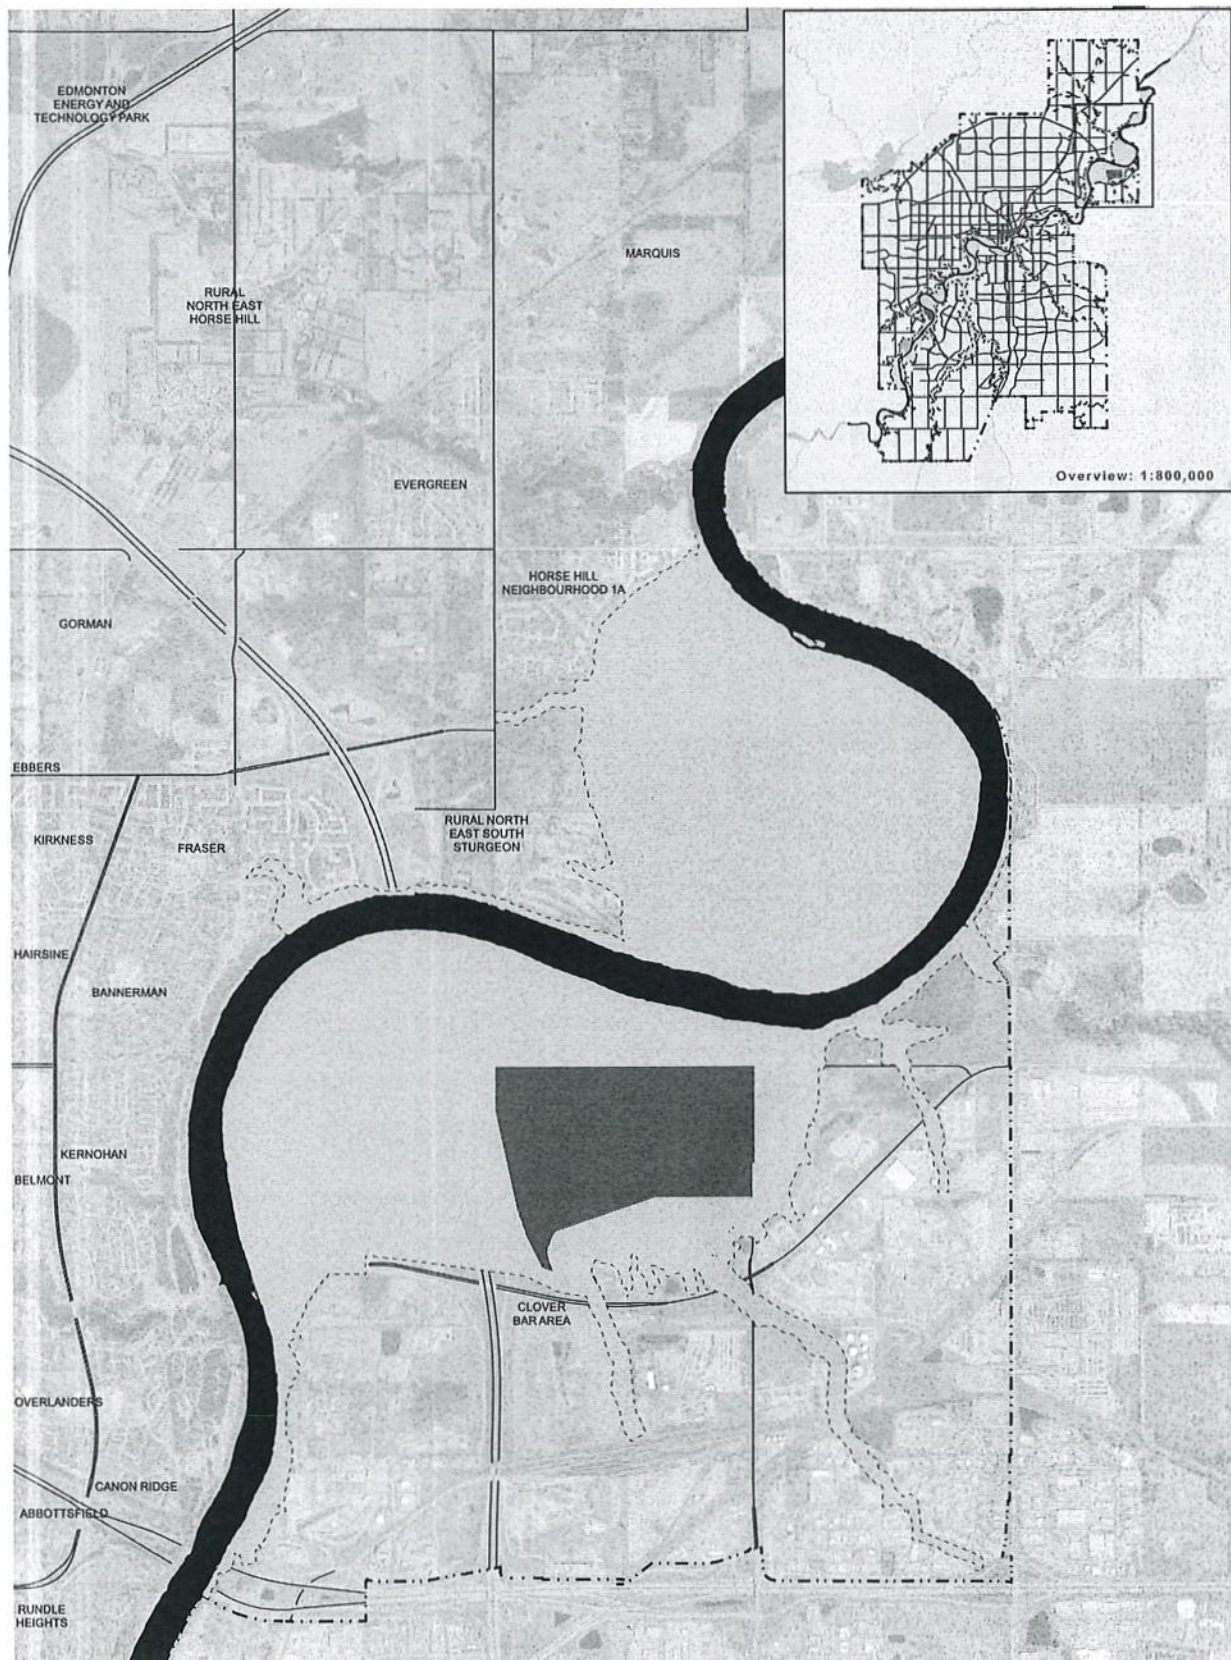 EDMONTON
ENERGY AND
TECHNOLOGY PARK
MARQUIS
RURAL
NORTH EAST
HORSE HILL
Overview: 1:800,000
EVERGREEN
HORSE HILL
NEIGHBOURHOOD 1A
GORMAN
EBBERS
RURAL NORTH
EAST SOUTH
STURGEON
KIRKNESS
FRASER
HAIRSINE
BANNERMAN
KERNOHAN
BELMONT
CLOVER
BAR AREA
OVERLANDERS
CANON RIDGE
ABBOTTSFIELD
RUNDLE
HEIGHTS